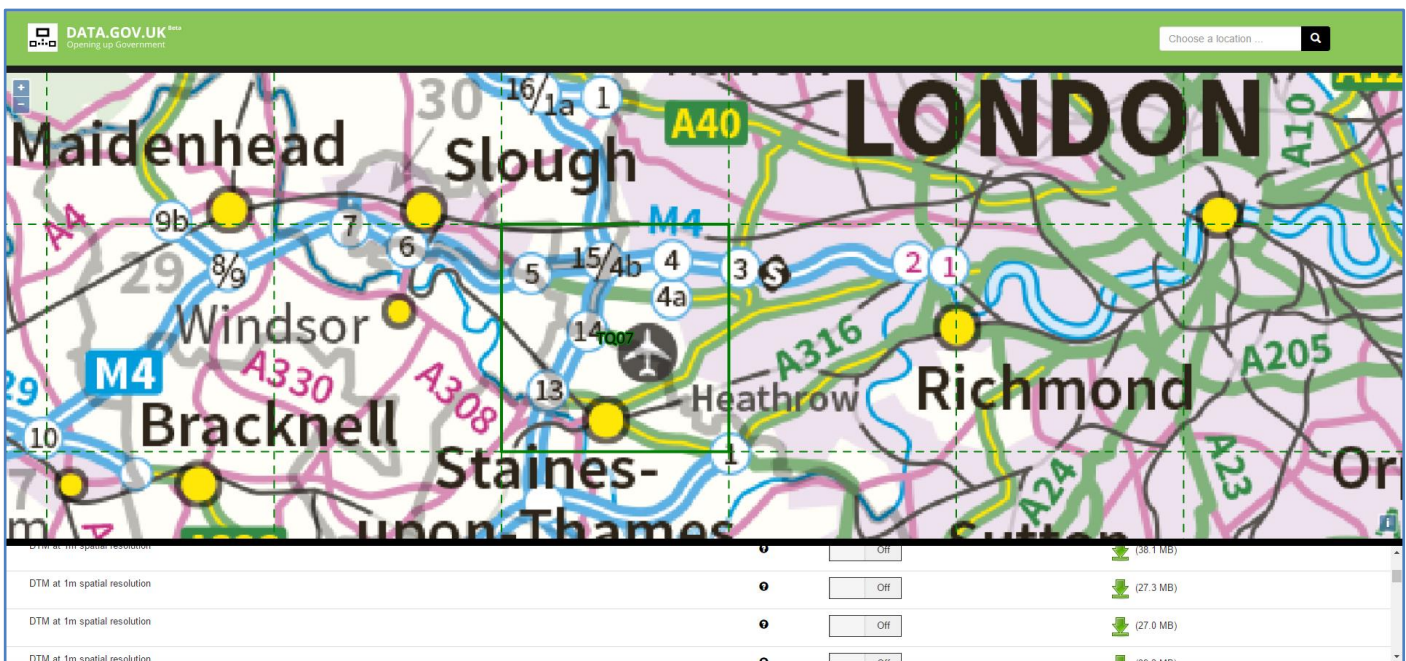 DATA.GOV.UK Beta
Opening up Government
Choose a location ...
+
−
30
16/1a
1
A40
LONDON
A10
Maidenhead
Slough
A4
9b
7
6
M4
29
8/9
5
15/4b
4
3
S
2
1
4a
Windsor
14
TQ07
A316
A205
M4
A330
A308
13
Heathrow
Richmond
29
10
Bracknell
1
A23
7
Staines-
A24
Or
m
upon-Thames
Sutton
i
DTM at 1m spatial resolution ? Off (38.1 MB)
DTM at 1m spatial resolution ? Off (27.3 MB)
DTM at 1m spatial resolution ? Off (27.0 MB)
DTM at 1m spatial resolution